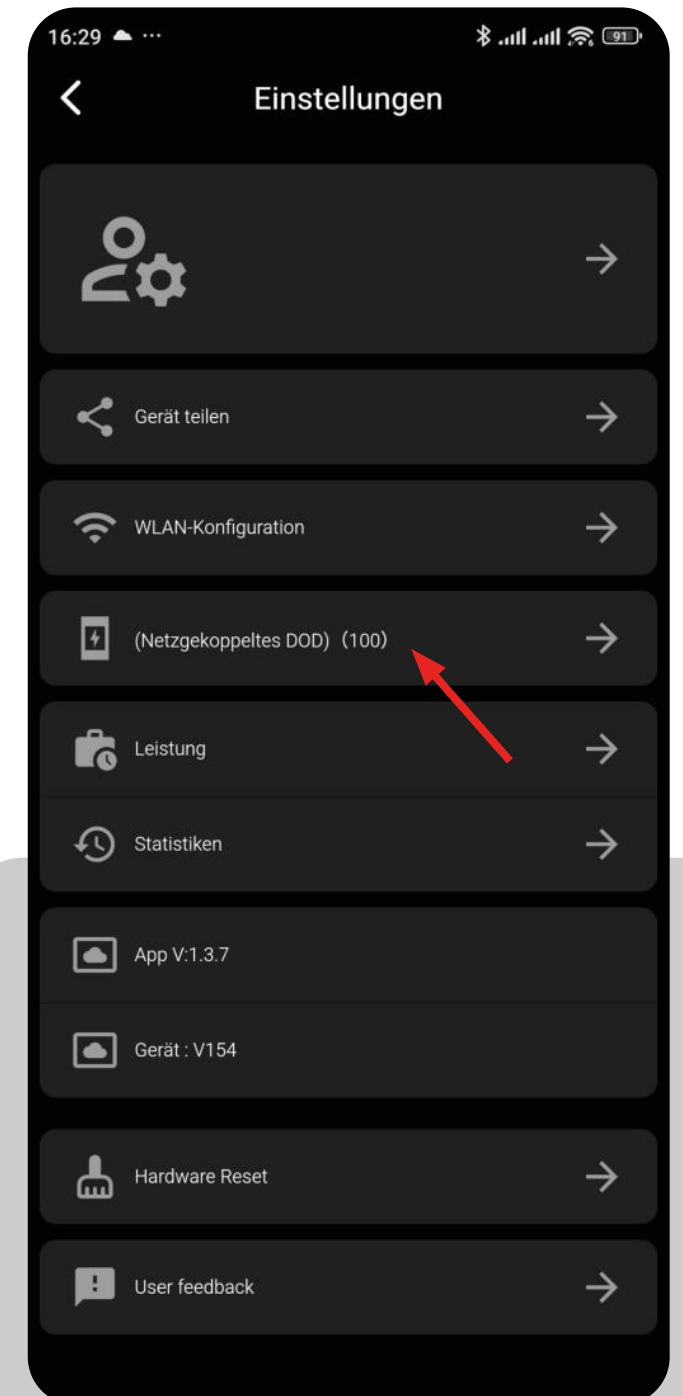 16:29 ...
91
Einstellungen
Gerät teilen
WLAN-Konfiguration
(Netzgekoppeltes DOD)（100）
Leistung
Statistiken
App V:1.3.7
Gerät : V154
Hardware Reset
User feedback